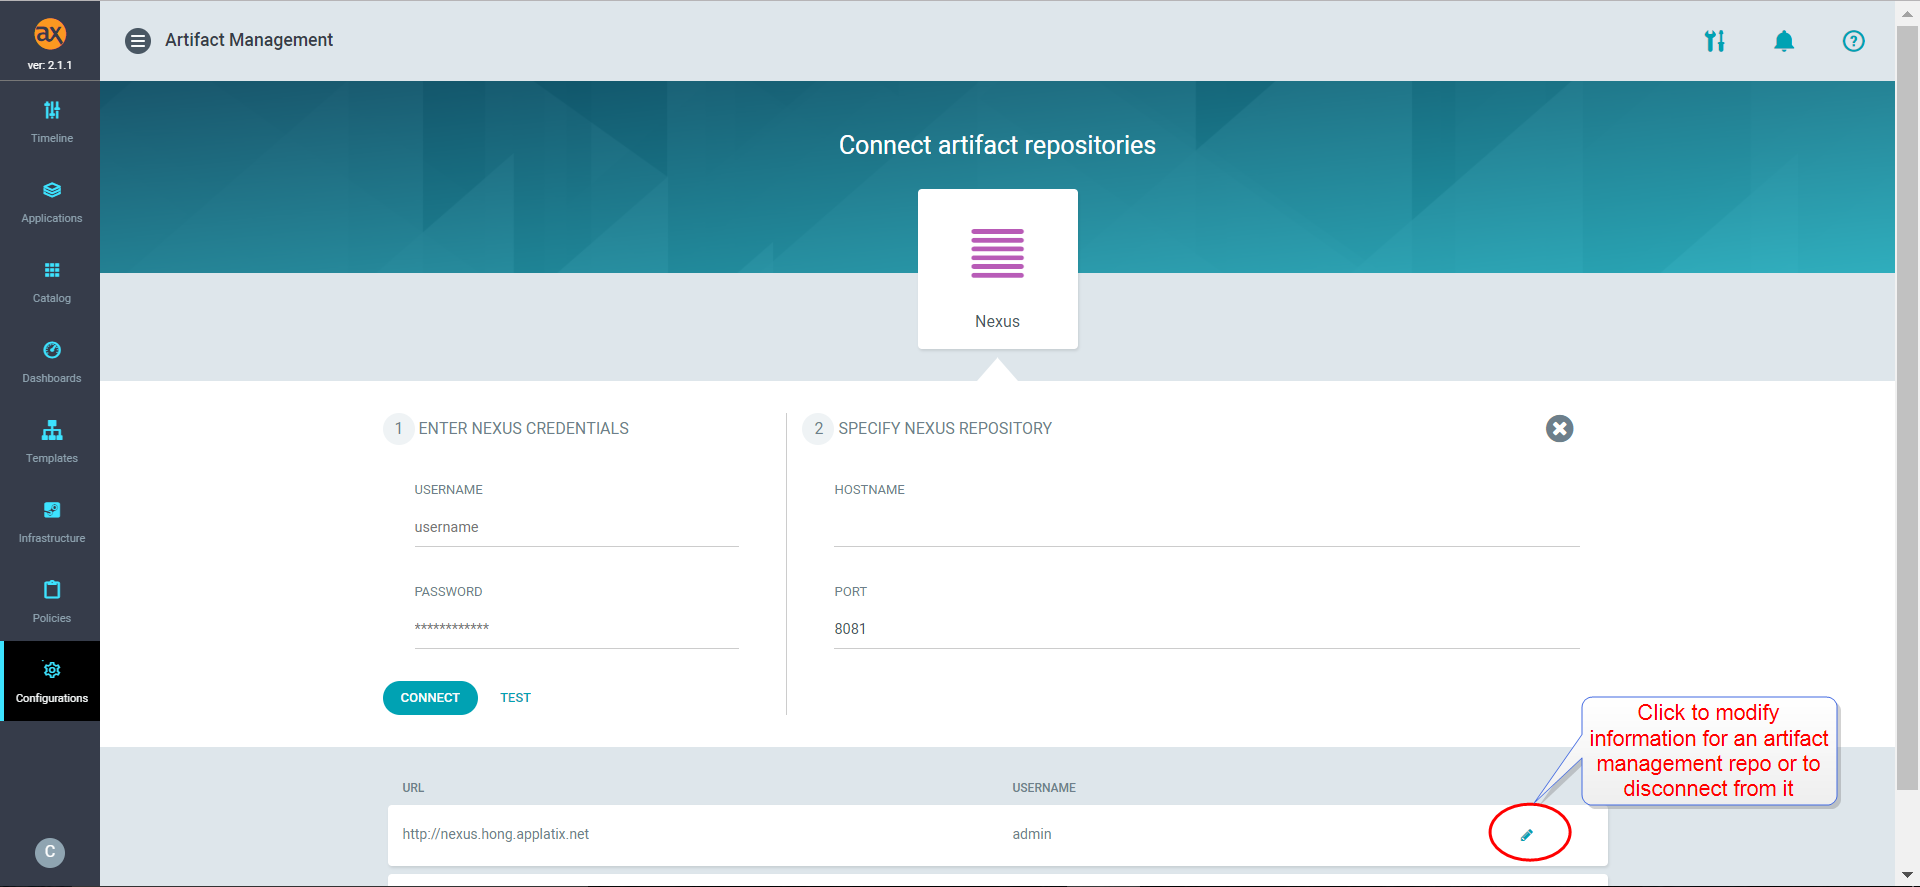 ax
ver: 2.1.1
Artifact Management
?
Timeline
Applications
Catalog
Dashboards
Templates
Infrastructure
Policies
Configurations
C
Connect artifact repositories
Nexus
1 ENTER NEXUS CREDENTIALS
USERNAME
username
PASSWORD
************
CONNECT TEST
2 SPECIFY NEXUS REPOSITORY
HOSTNAME
PORT
8081
Click to modify
information for an artifact
management repo or to
disconnect from it
URL USERNAME
http://nexus.hong.applatix.net admin